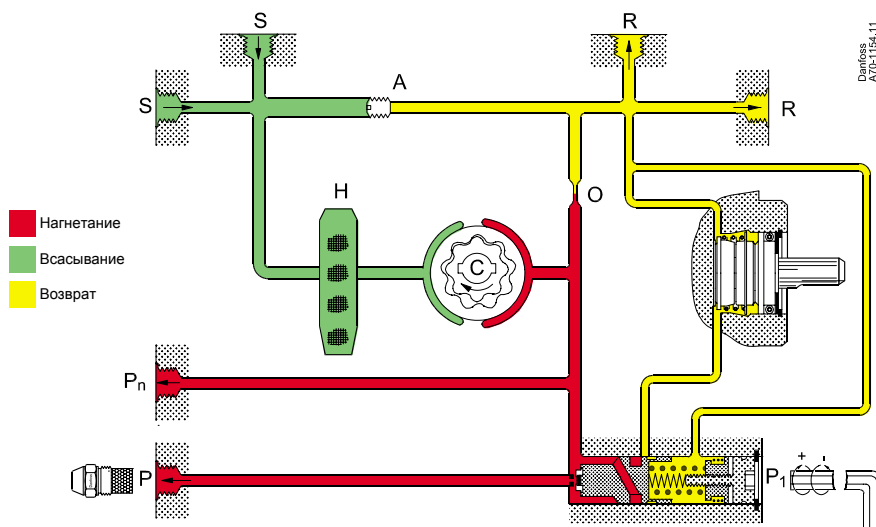 S
R
Danfoss
A70-1154.11
A
S
R
H
O
Нагнетание
C
Всасывание
Возврат
Pn
P
P1
+ -